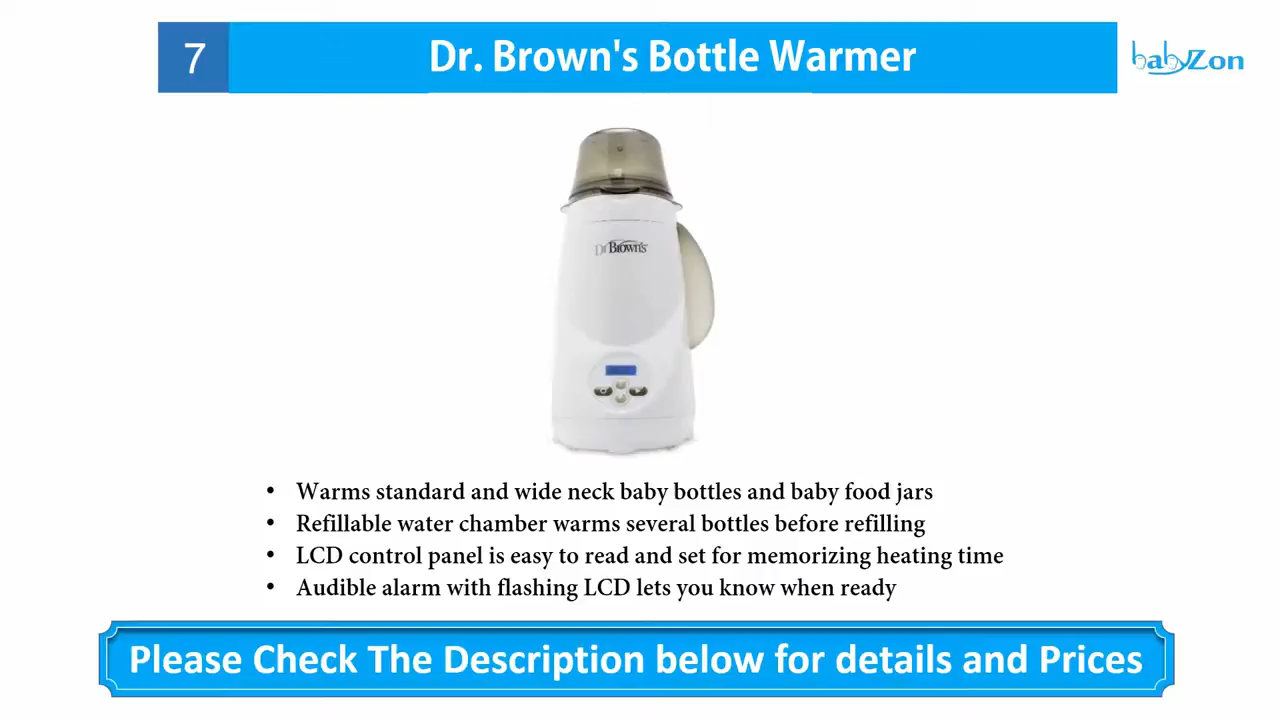 7
Dr. Brown's Bottle Warmer
babyZon
Dr Brown's
• Warms standard and wide neck baby bottles and baby food jars
• Refillable water chamber warms several bottles before refilling
• LCD control panel is easy to read and set for memorizing heating time
• Audible alarm with flashing LCD lets you know when ready
Please Check The Description below for details and Prices